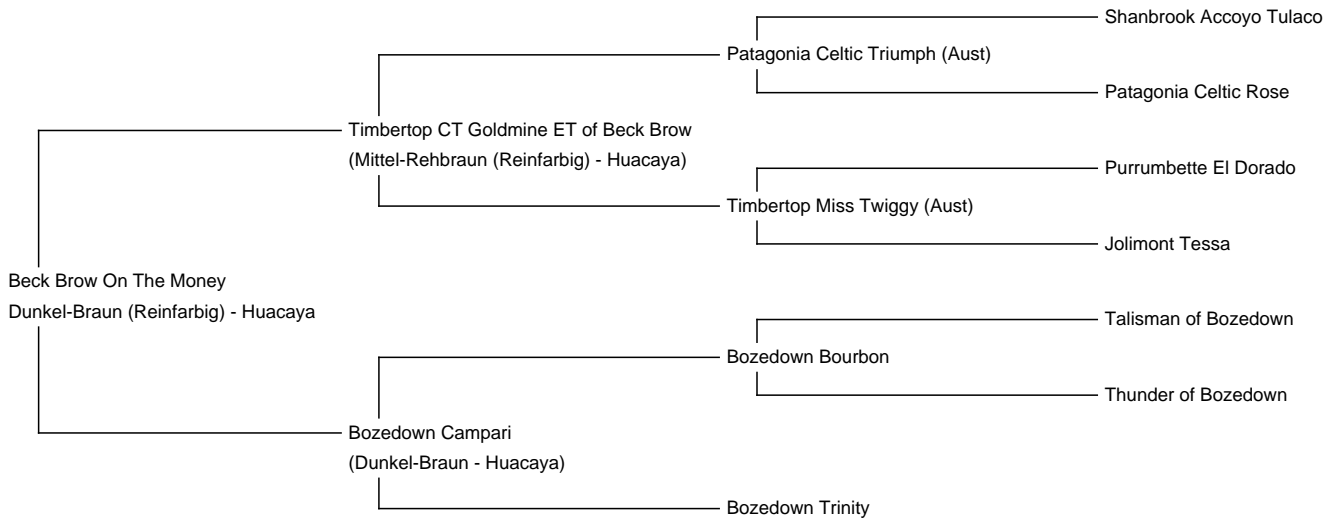 Shanbrook Accoyo Tulaco
Patagonia Celtic Triumph (Aust)
Patagonia Celtic Rose
Timbertop CT Goldmine ET of Beck Brow
(Mittel-Rehbraun (Reinfarbig) - Huacaya)
Purrumbette El Dorado
Timbertop Miss Twiggy (Aust)
Jolimont Tessa
Beck Brow On The Money
Dunkel-Braun (Reinfarbig) - Huacaya
Talisman of Bozedown
Bozedown Bourbon
Thunder of Bozedown
Bozedown Campari
(Dunkel-Braun - Huacaya)
Bozedown Trinity